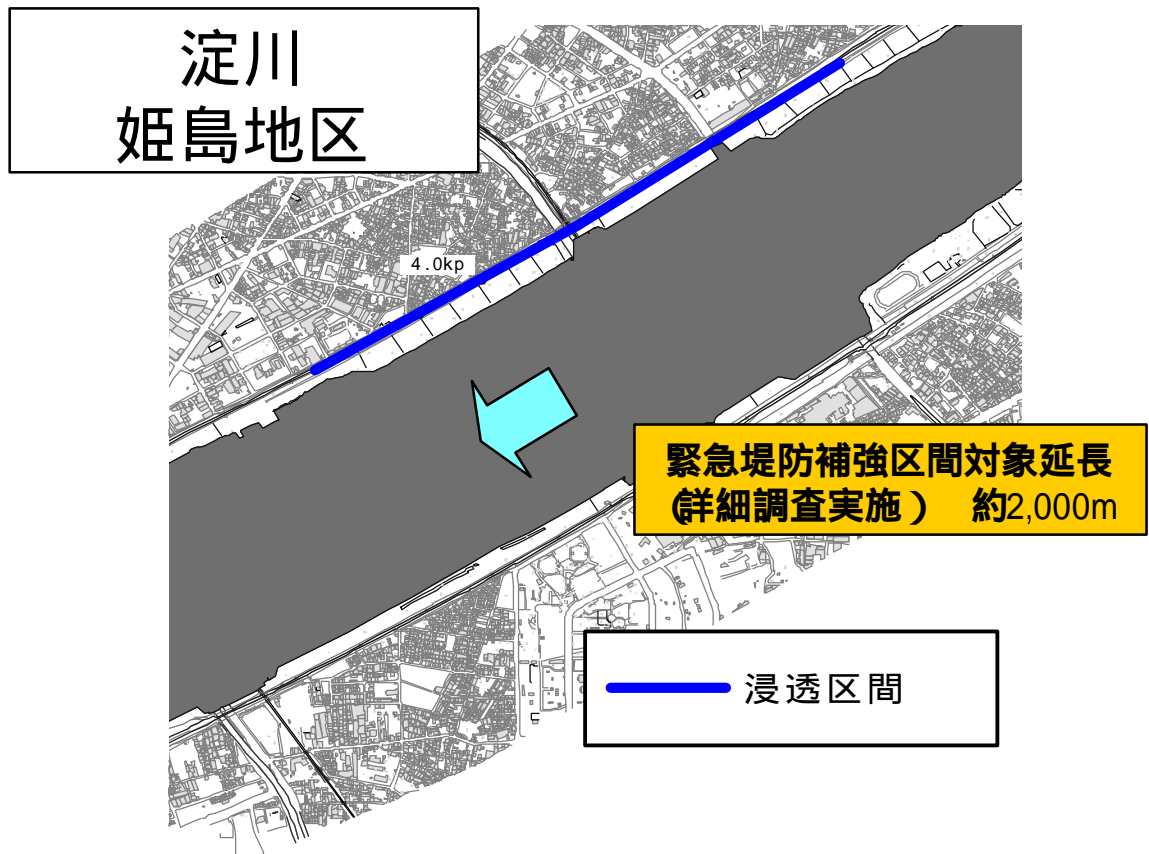 淀川
姫島地区
4.0kp
緊急堤防補強区間対象延長
(詳細調査実施） 約2,000m
浸透区間